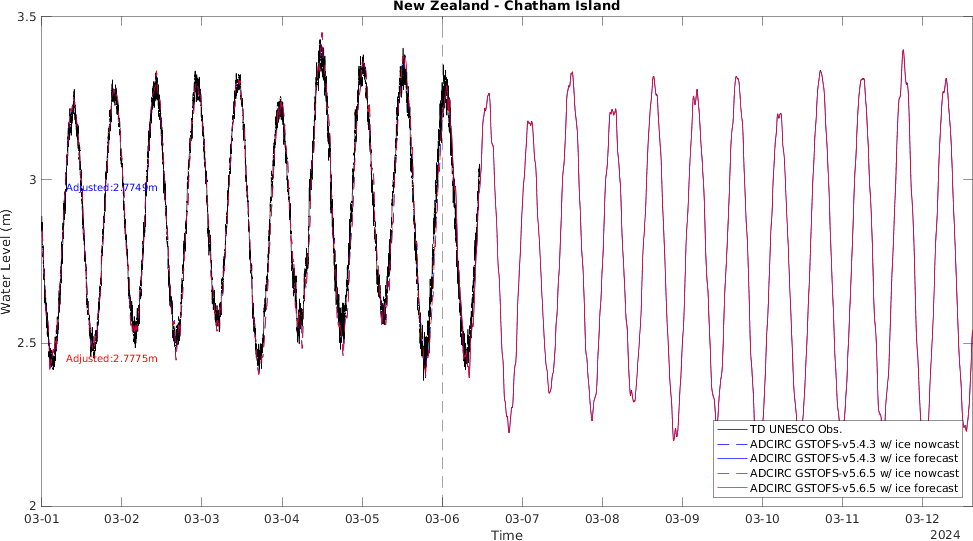 New Zealand - Chatham Island
3.5
3
2.5
2
Water Level (m)
Adjusted:2.7749m
Adjusted:2.7775m
TD UNESCO Obs.
ADCIRC GSTOFS-v5.4.3 w/ ice nowcast
ADCIRC GSTOFS-v5.4.3 w/ ice forecast
ADCIRC GSTOFS-v5.6.5 w/ ice nowcast
ADCIRC GSTOFS-v5.6.5 w/ ice forecast
03-01 03-02 03-03 03-04 03-05 03-06 03-07 03-08 03-09 03-10 03-11 03-12
Time
2024